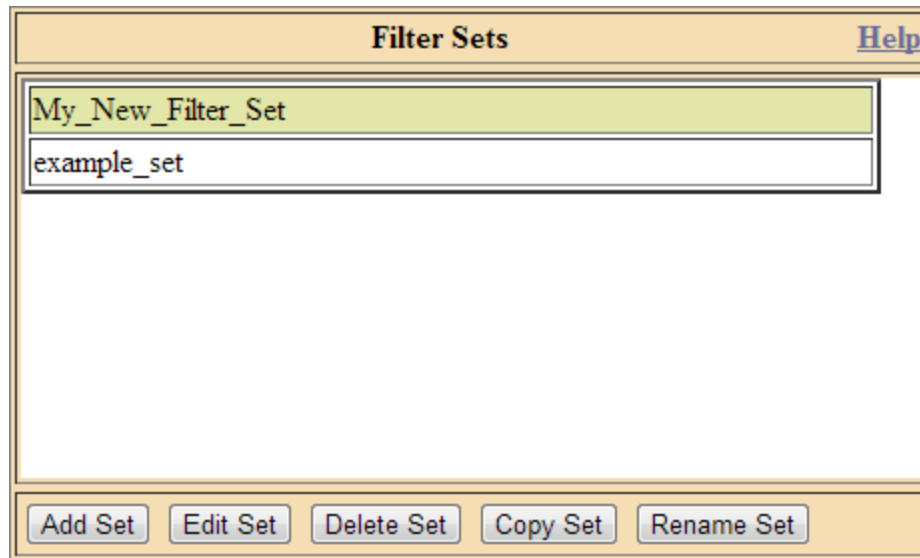 Filter Sets Help
My_New_Filter_Set
example_set
Add Set Edit Set Delete Set Copy Set Rename Set